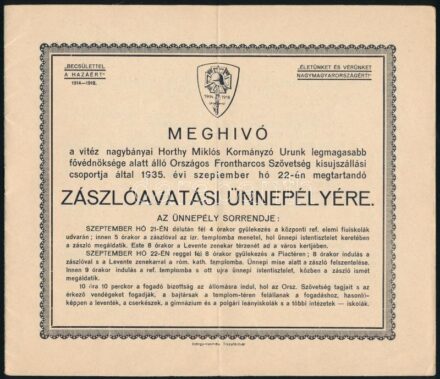 „BECSÜLETTEL
A HAZÁÉRT"
1914—1918.
„ÉLETÜNKET ÉS VÉRÜNKET
NAGYMAGYARORSZÁGÉRT!"
1914 1918
MEGHIVÓ
a vitéz nagybányai Horthy Miklós Kormányzó Urunk legmagasabb
fővédnöksége alatt álló Országos Frontharcos Szövetség kisujszállási
csoportja által 1935. évi szepiember hó 22-én megtartandó
ZÁSZLÓAVATÁSI ÜNNEPÉLYÉRE.
AZ ÜNNEPÉLY SORRENDJE:
SZEPTEMBER HÓ 21-ÉN délután fél 4 órakor gyülekezés a központi ref. elemi fiuiskolák
udvarán; innen 5 órakor a zászlóval az izr. templomba menetel, hol ünnepi istentisztelet keretében
a zászló megáldatik. Este 8 órakor a Levente zenekar térzenét ad a város kertjében.
SZEPTEMBER HÓ 22-ÉN reggel fél 8 órakor gyülekezés a Piactéren; 8 órakor indulás a
zászlóval s a Levente zenekarral a róm. kath. templomba. Ünnepi mise alatt a zászló felszentelése.
Innen 9 órakor indulás a ref. templomba s ott ujra ünnepi istentisztelet, közben a zászló ismét
megáldatik.
10 óra 10 perckor a fogadó bizottság az állomásra indul, hol az Orsz. Szövetség tagjait s az
érkező vendégeket fogadják, a bajtársak a templom-téren felállanak a fogadáshoz, hasonló-
képpen a leventék, a cserkészek, a gimnázium és a polgári leányiskolák s a többi intézetek — iskolák.